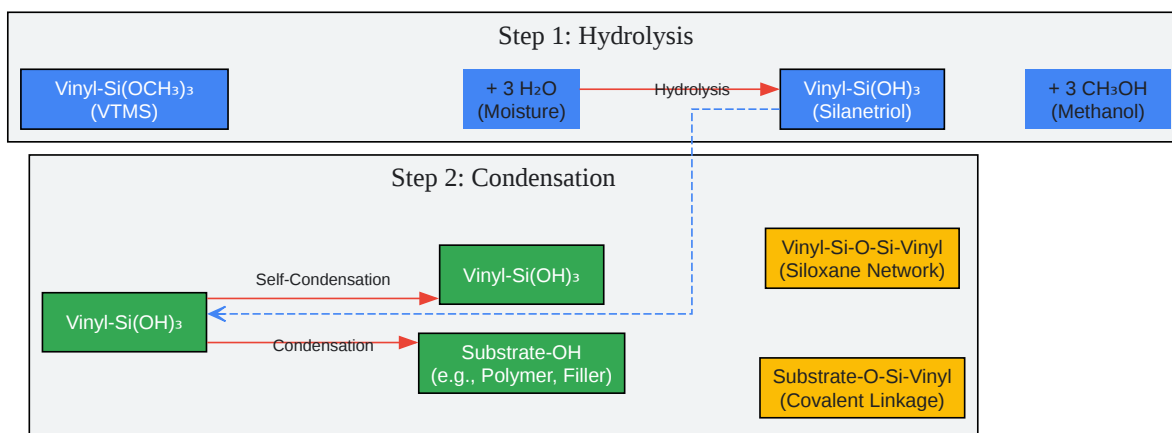 Step 1: Hydrolysis
Vinyl-Si(OCH₃)₃
(VTMS)
+ 3 H₂O
(Moisture)
Hydrolysis
Vinyl-Si(OH)₃
(Silanetriol)
+ 3 CH₃OH
(Methanol)
Step 2: Condensation
Vinyl-Si(OH)₃
Self-Condensation
Vinyl-Si(OH)₃
Condensation
Substrate-OH
(e.g., Polymer, Filler)
Vinyl-Si-O-Si-Vinyl
(Siloxane Network)
Substrate-O-Si-Vinyl
(Covalent Linkage)